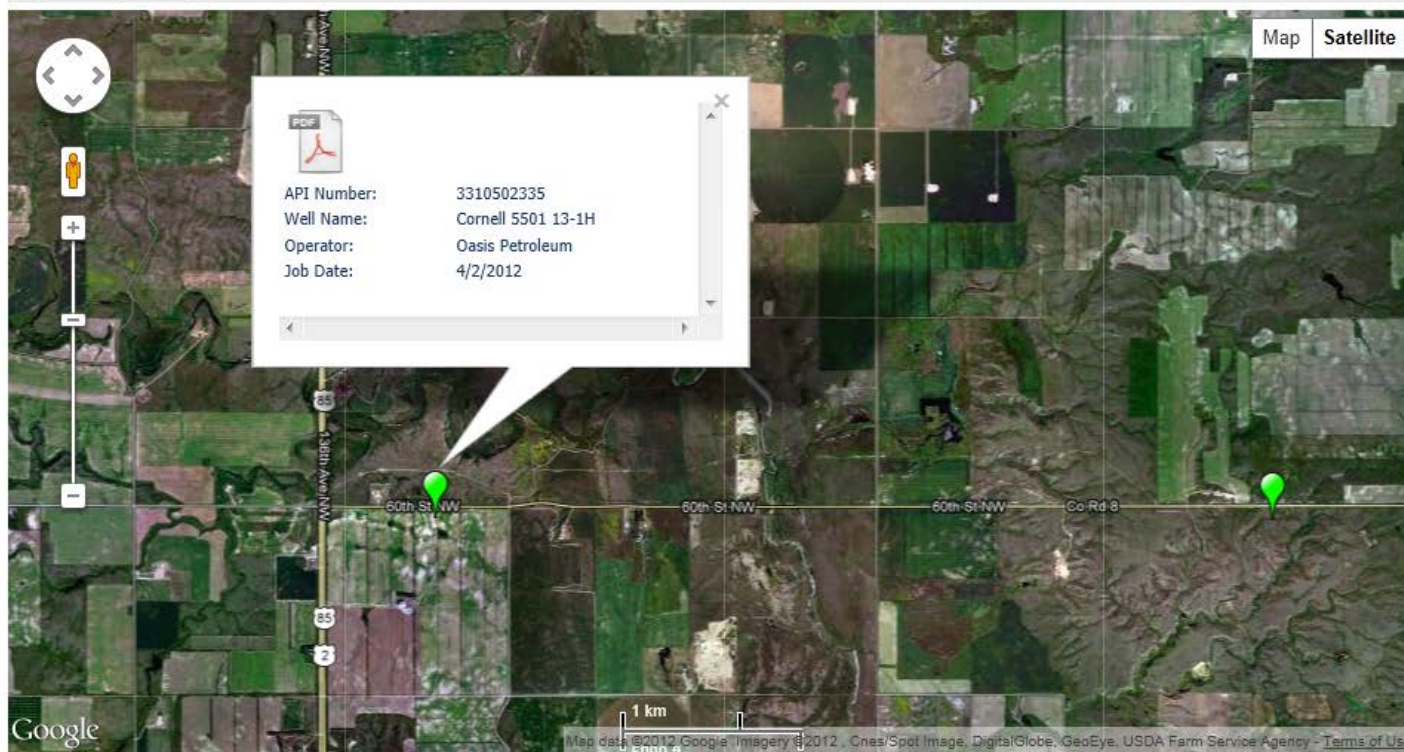 Map Satellite
PDF
API Number: 3310502335
Well Name: Cornell 5501 13-1H
Operator: Oasis Petroleum
Job Date: 4/2/2012
85
136th Ave NW
60th St NW
60th St NW
60th St NW
Co Rd 8
85
2
1 km
Google
Map data ©2012 Google Imagery ©2012 , Cnes/Spot Image, DigitalGlobe, GeoEye, USDA Farm Service Agency - Terms of Us